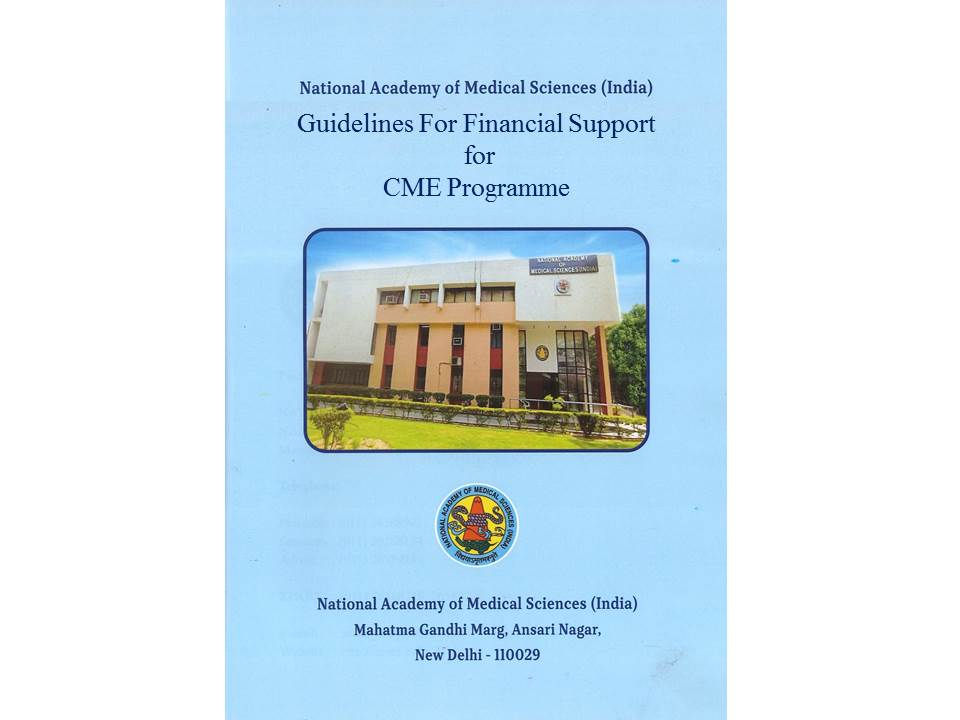 National Academy of Medical Sciences (India)
Guidelines For Financial Support
for
CME Programme
NATIONAL ACADEMY
OF
MEDICAL SCIENCES (INDIA)
NATIONAL ACADEMY OF MEDICAL SCIENCES (INDIA)
National Academy of Medical Sciences (India)
Mahatma Gandhi Marg, Ansari Nagar,
New Delhi - 110029